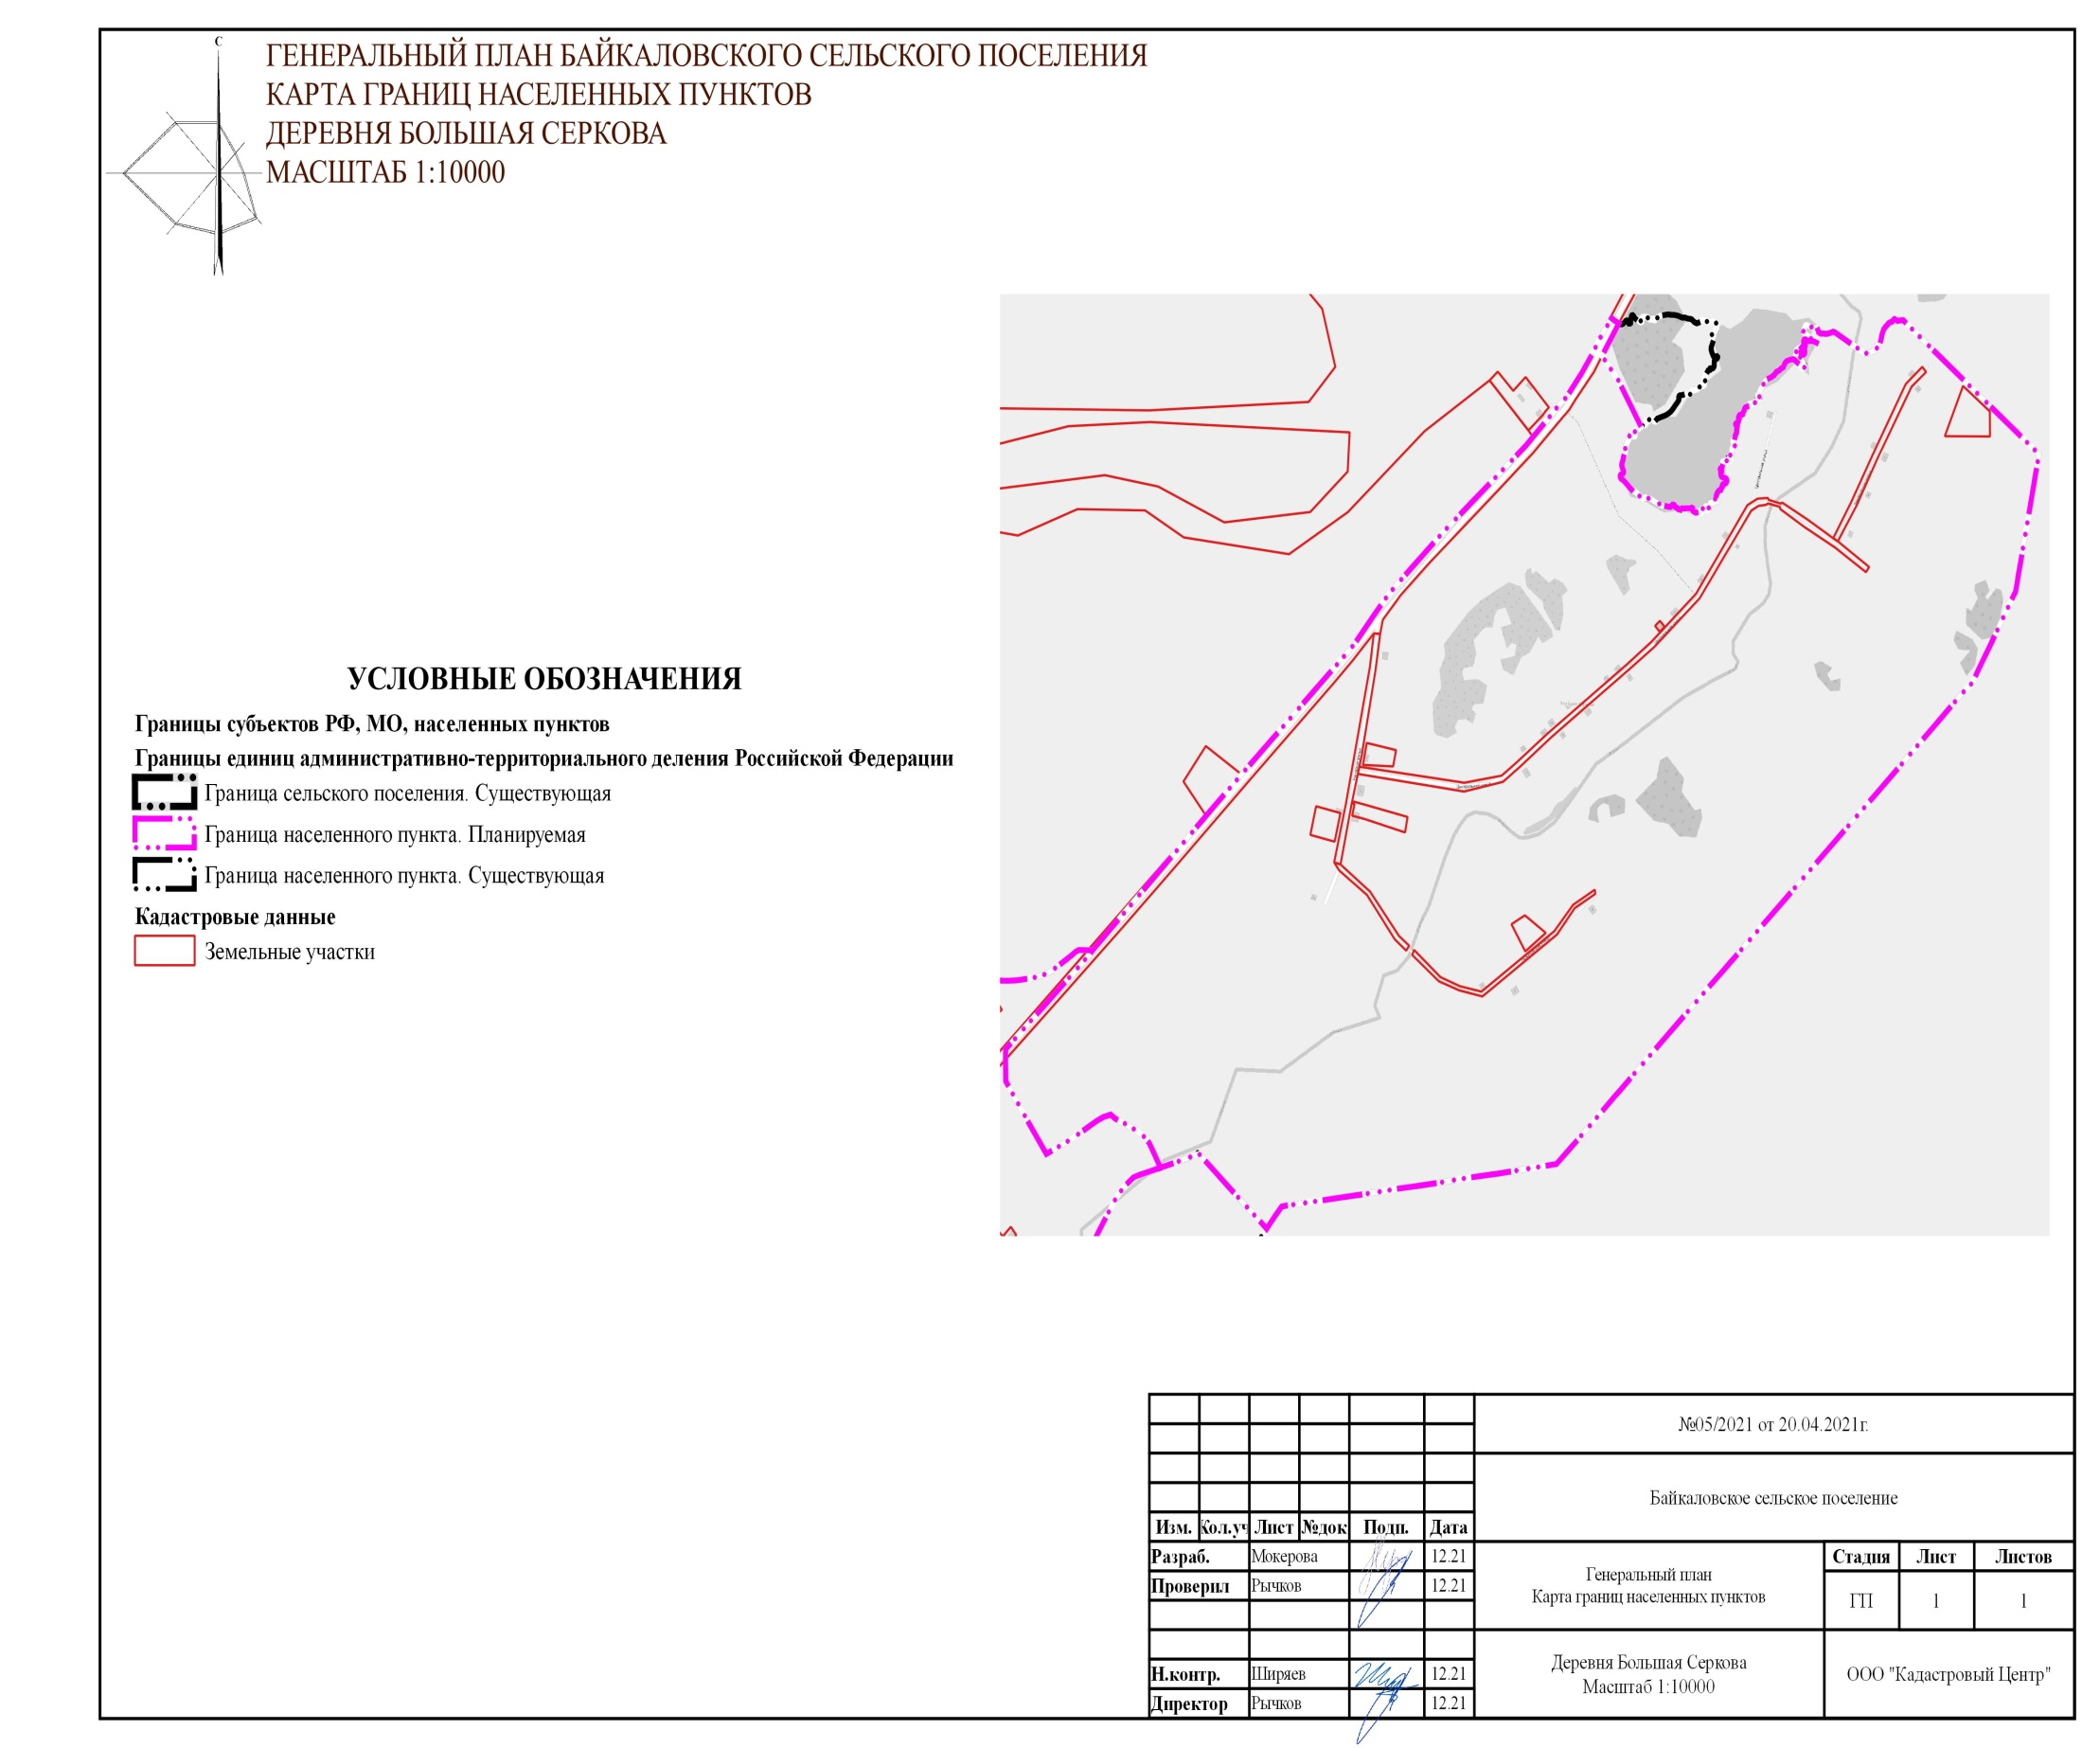 С
ГЕНЕРАЛЬНЫЙ ПЛАН БАЙКАЛОВСКОГО СЕЛЬСКОГО ПОСЕЛЕНИЯ
КАРТА ГРАНИЦ НАСЕЛЕННЫХ ПУНКТОВ
ДЕРЕВНЯ БОЛЬШАЯ СЕРКОВА
МАСШТАБ 1:10000
УСЛОВНЫЕ ОБОЗНАЧЕНИЯ
Границы субъектов РФ, МО, населенных пунктов
Границы единиц административно-территориального деления Российской Федерации
Граница сельского поселения. Существующая
Граница населенного пункта. Планируемая
Граница населенного пункта. Существующая
Кадастровые данные
Земельные участки
№05/2021 от 20.04.2021г.
Байкаловское сельское поселение
Изм. Кол.уч Лист №док Подп. Дата
Разраб. Мокерова 12.21
Проверил Рычков 12.21
Н.контр. Ширяев 12.21
Директор Рычков 12.21
Генеральный план
Карта границ населенных пунктов
Стадия Лист Листов
ГП 1 1
Деревня Большая Серкова
Масштаб 1:10000
ООО "Кадастровый Центр"